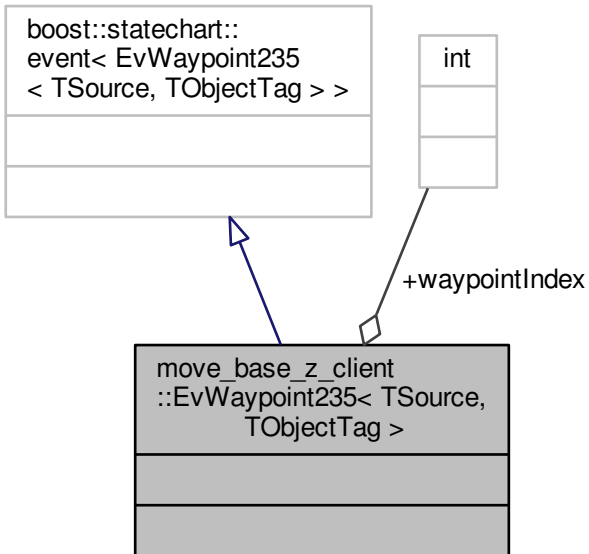 boost::statechart::
event< EvWaypoint235
< TSource, TObjectTag > >
int
+waypointIndex
move_base_z_client
::EvWaypoint235< TSource,
TObjectTag >